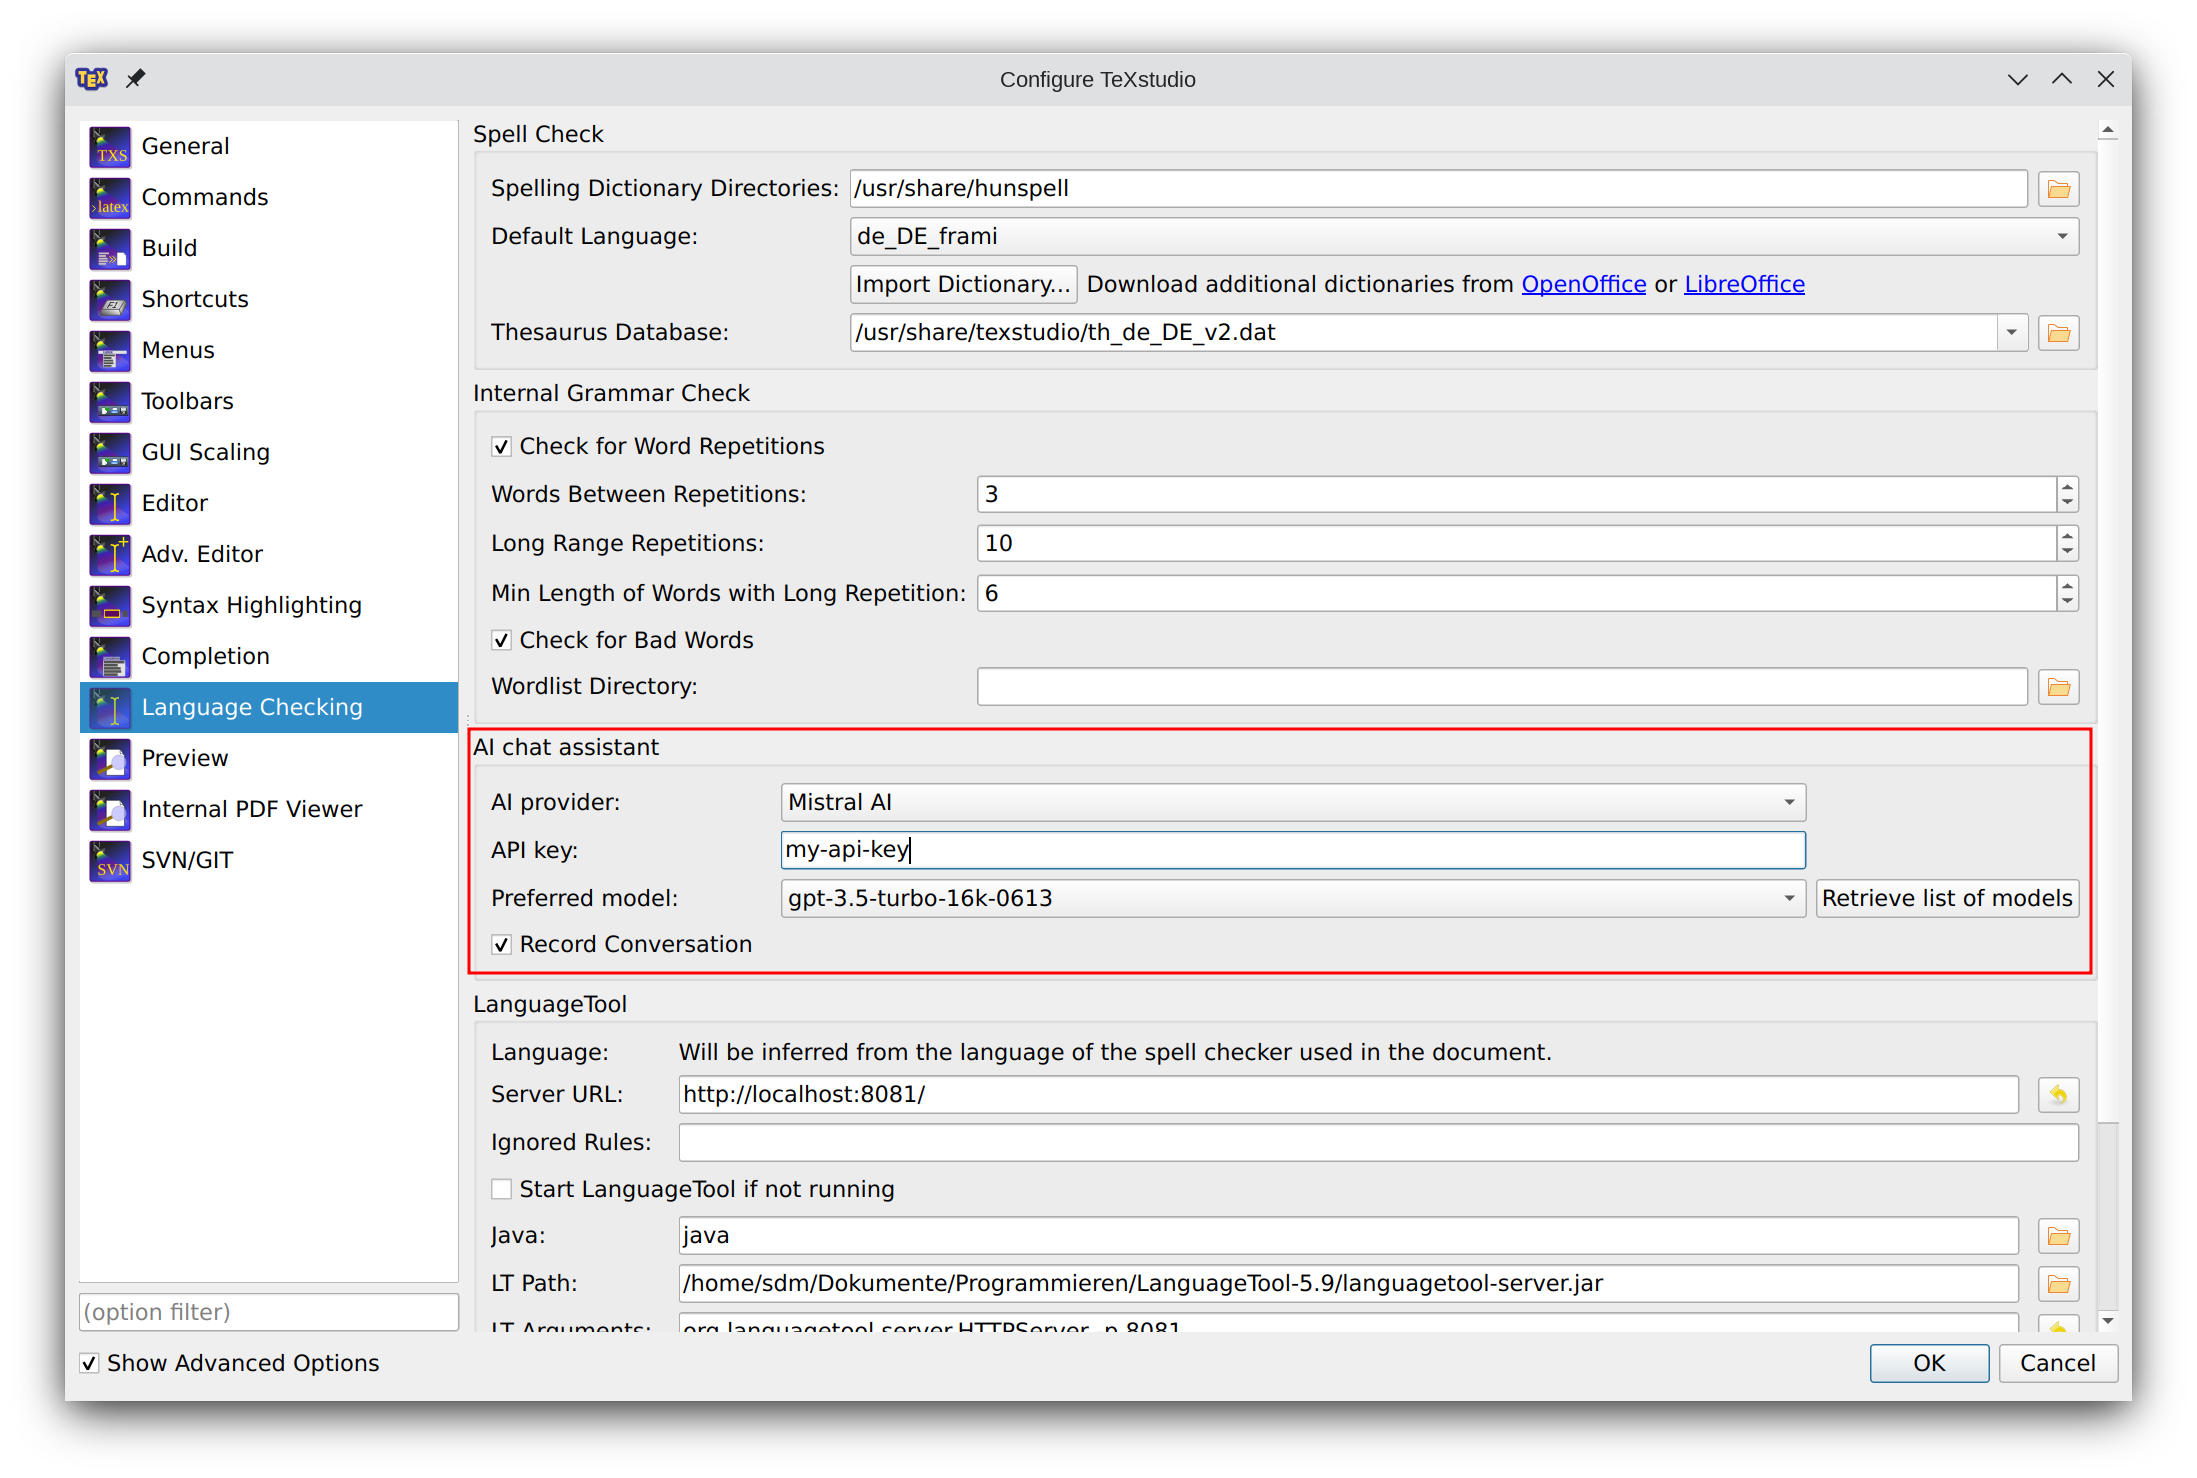 Configure TeXstudio
General
Commands
Build
Shortcuts
Menus
Toolbars
GUI Scaling
Editor
Adv. Editor
Syntax Highlighting
Completion
Language Checking
Preview
Internal PDF Viewer
SVN/GIT
(option filter)
Show Advanced Options
Spell Check
Spelling Dictionary Directories: /usr/share/hunspell
Default Language: de_DE_frami
Import Dictionary... Download additional dictionaries from OpenOffice or LibreOffice
Thesaurus Database: /usr/share/texstudio/th_de_DE_v2.dat
Internal Grammar Check
Check for Word Repetitions
Words Between Repetitions: 3
Long Range Repetitions: 10
Min Length of Words with Long Repetition: 6
Check for Bad Words
Wordlist Directory:
AI chat assistant
AI provider: Mistral AI
API key: my-api-key
Preferred model: gpt-3.5-turbo-16k-0613 Retrieve list of models
Record Conversation
LanguageTool
Language: Will be inferred from the language of the spell checker used in the document.
Server URL: http://localhost:8081/
Ignored Rules:
Start LanguageTool if not running
Java: java
LT Path: /home/sdm/Dokumente/Programmieren/LanguageTool-5.9/languagetool-server.jar
LT Arguments: org.languagetool.server.HTTPServer -p 8081
OK Cancel